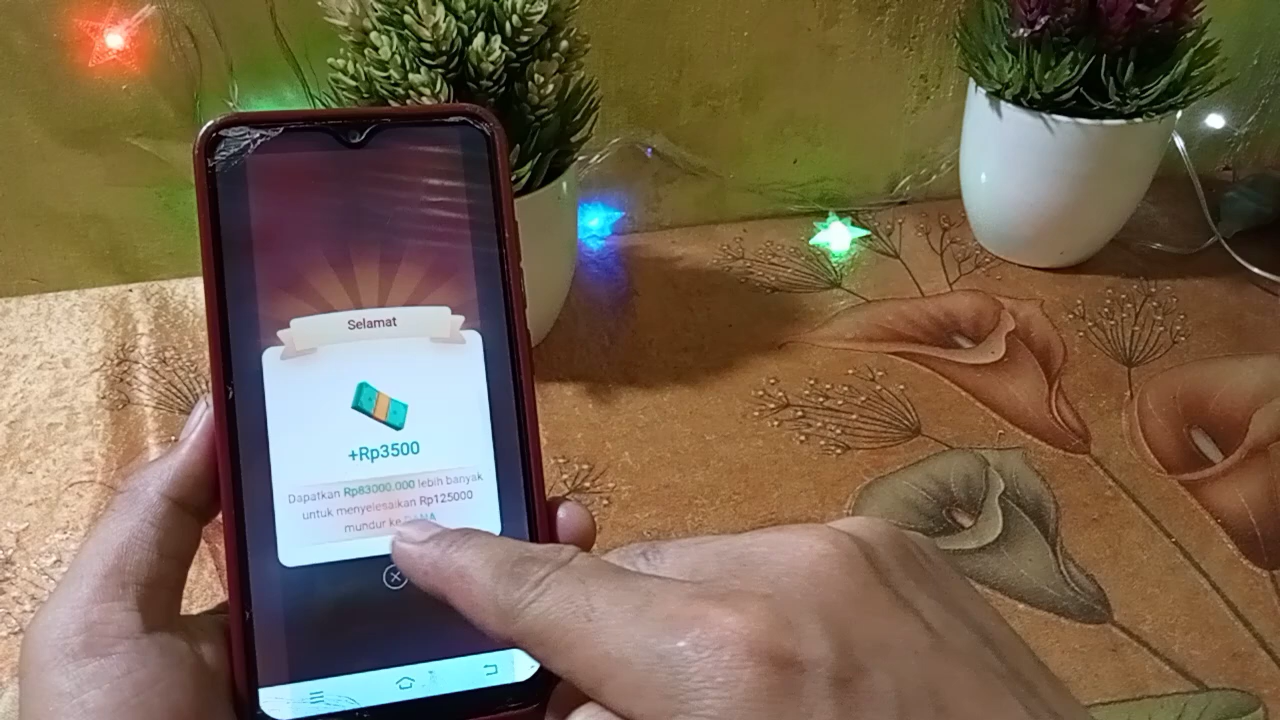 Selamat
+Rp3500
Dapatkan Rp83000.000 lebih banyak
untuk menyelesaikan Rp125000
mundur ke